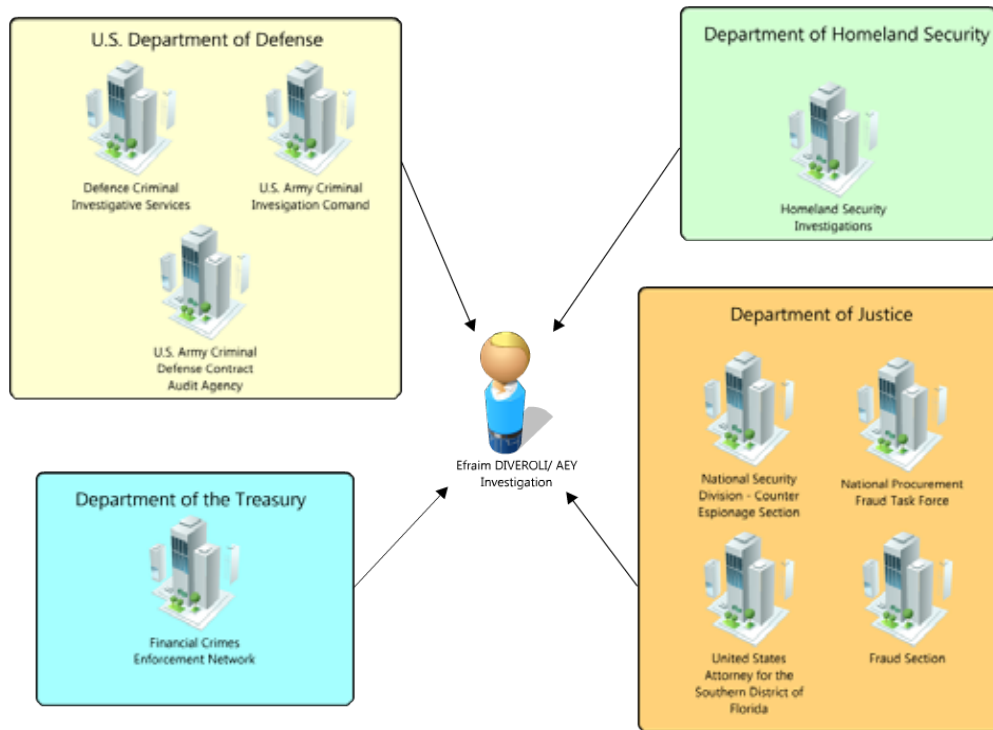 U.S. Department of Defense
Defence Criminal
Investigative Services
U.S. Army Criminal
Invesigation Comand
U.S. Army Criminal
Defense Contract
Audit Agency
Department of Homeland Security
Homeland Security
Investigations
Efraim DIVEROLI/ AEY
Investigation
Department of the Treasury
Financial Crimes
Enforcement Network
Department of Justice
National Security
Division - Counter
Espionage Section
National Procurement
Fraud Task Force
United States
Attorney for the
Southern District of
Florida
Fraud Section